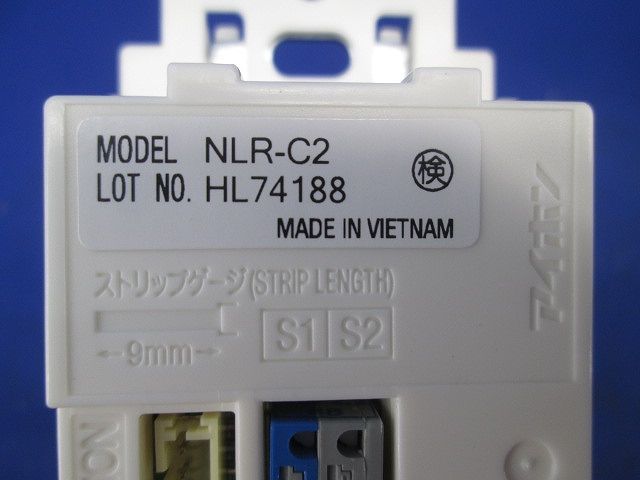 MODEL NLR-C2
LOT NO. HL74188
検
MADE IN VIETNAM
ストリップゲージ(STRIP LENGTH)
9mm
S1 S2
アイホン